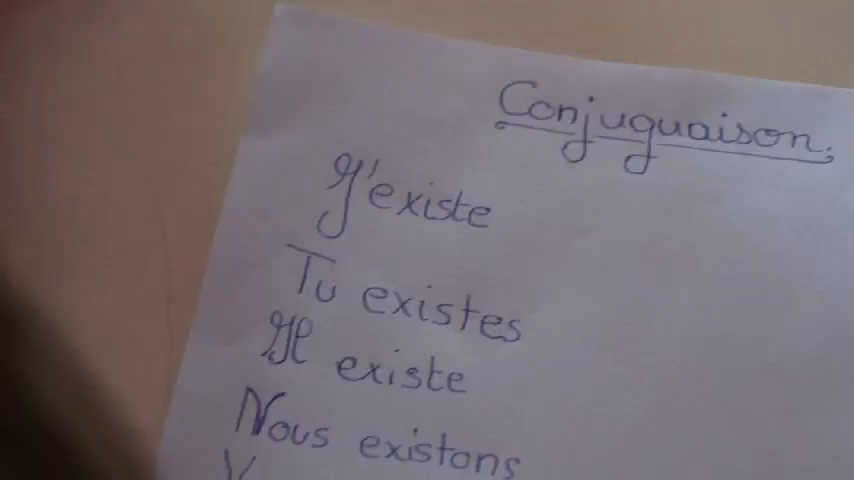 Conjuguaison.
J'existe
Tu existes
Il existe
Nous existons